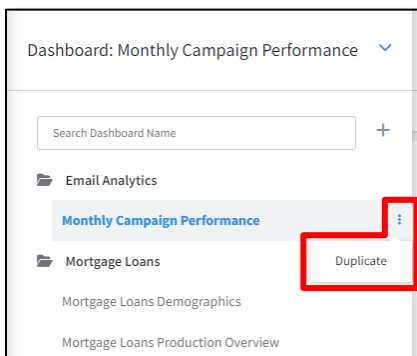 Dashboard: Monthly Campaign Performance
Search Dashboard Name
Email Analytics
Monthly Campaign Performance
Mortgage Loans
Duplicate
Mortgage Loans Demographics
Mortgage Loans Production Overview